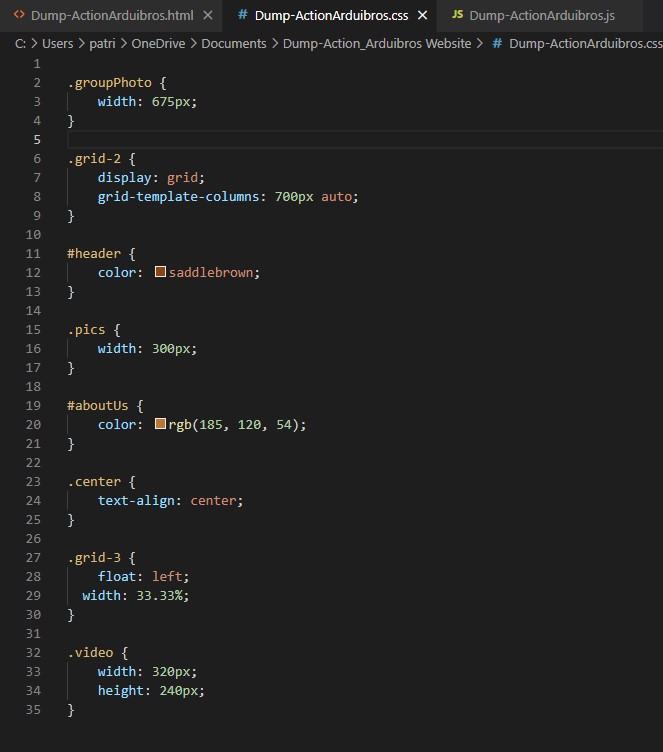 <> Dump-ActionArduibros.html × # Dump-ActionArduibros.css × JS Dump-ActionArduibros.js
C: > Users > patri > OneDrive > Documents > Dump-Action_Arduibros Website > # Dump-ActionArduibros.css
1
2 .groupPhoto {
3     width: 675px;
4 }
5
6 .grid-2 {
7     display: grid;
8     grid-template-columns: 700px auto;
9 }
10
11 #header {
12     color: saddlebrown;
13 }
14
15 .pics {
16     width: 300px;
17 }
18
19 #aboutUs {
20     color: rgb(185, 120, 54);
21 }
22
23 .center {
24     text-align: center;
25 }
26
27 .grid-3 {
28     float: left;
29   width: 33.33%;
30 }
31
32 .video {
33     width: 320px;
34     height: 240px;
35 }